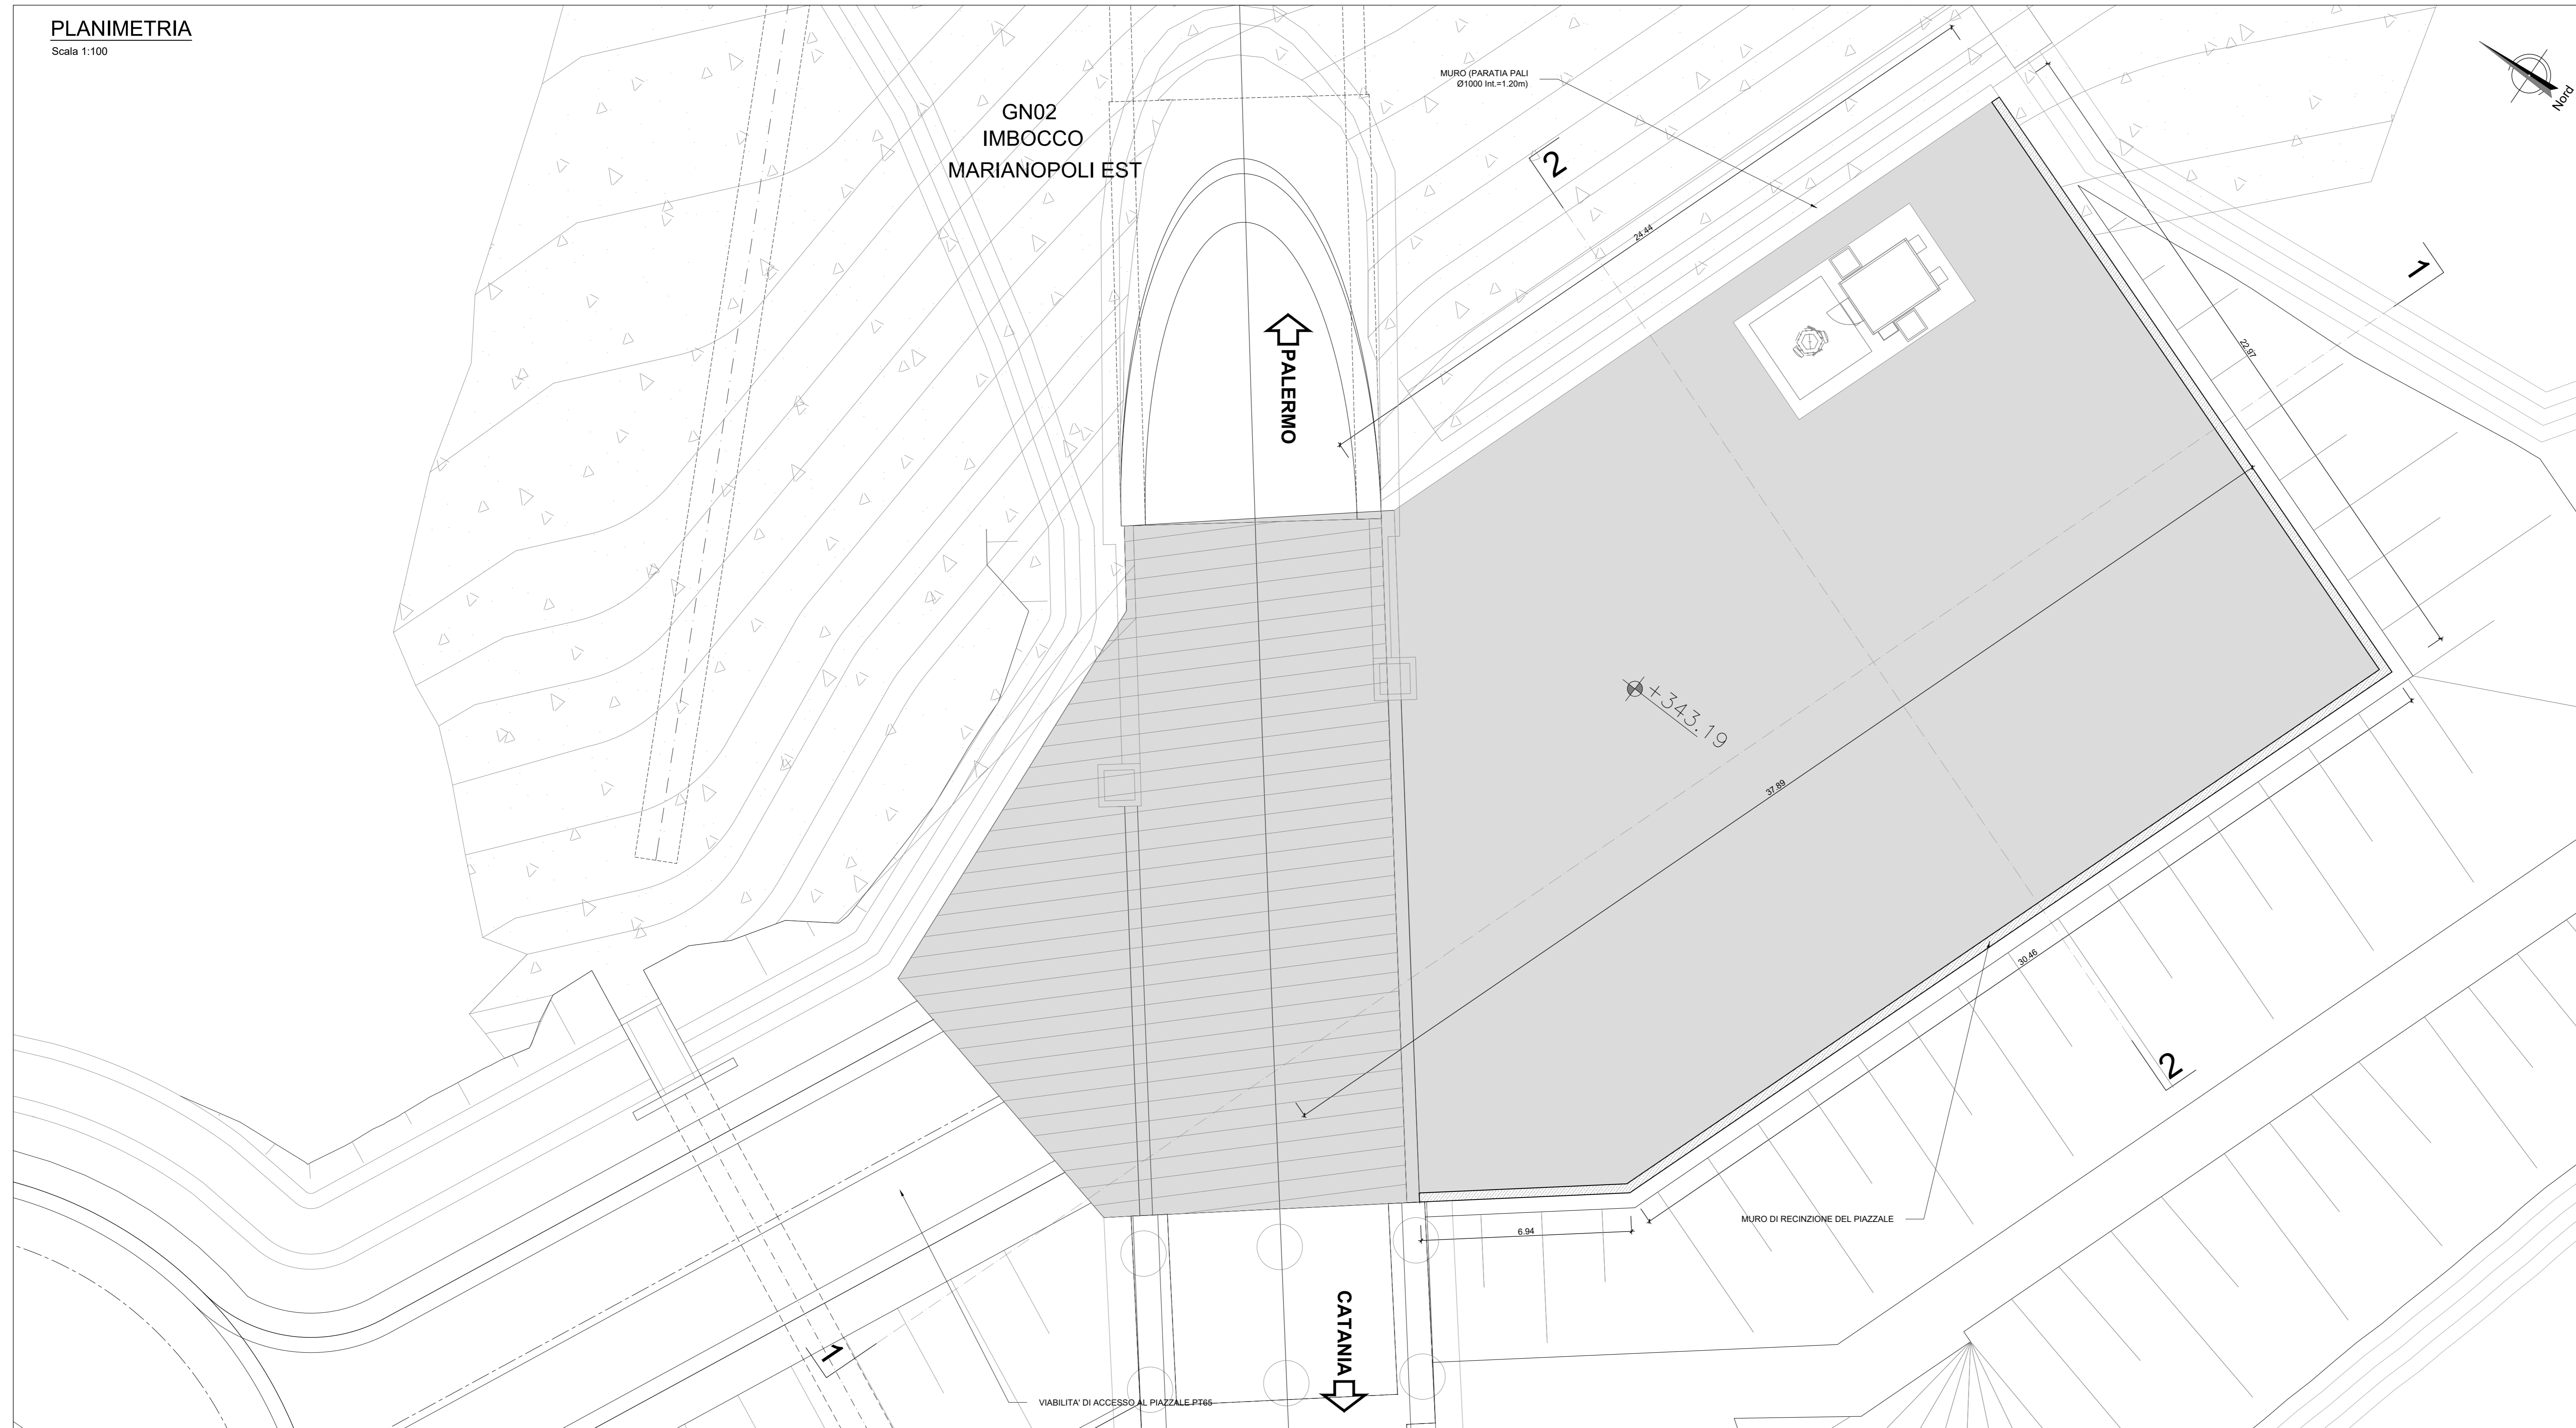 PLANIMETRIA
Scala 1:100
MURO (PARATIA PALI
Ø1000 Int.=1.20m)
Nord
GN02
IMBOCCO
MARIANOPOLI EST
2
1
24.44
22.97
PALERMO
+343.19
37.89
30.46
2
MURO DI RECINZIONE DEL PIAZZALE
6.94
CATANIA
1
VIABILITA' DI ACCESSO AL PIAZZALE PT65